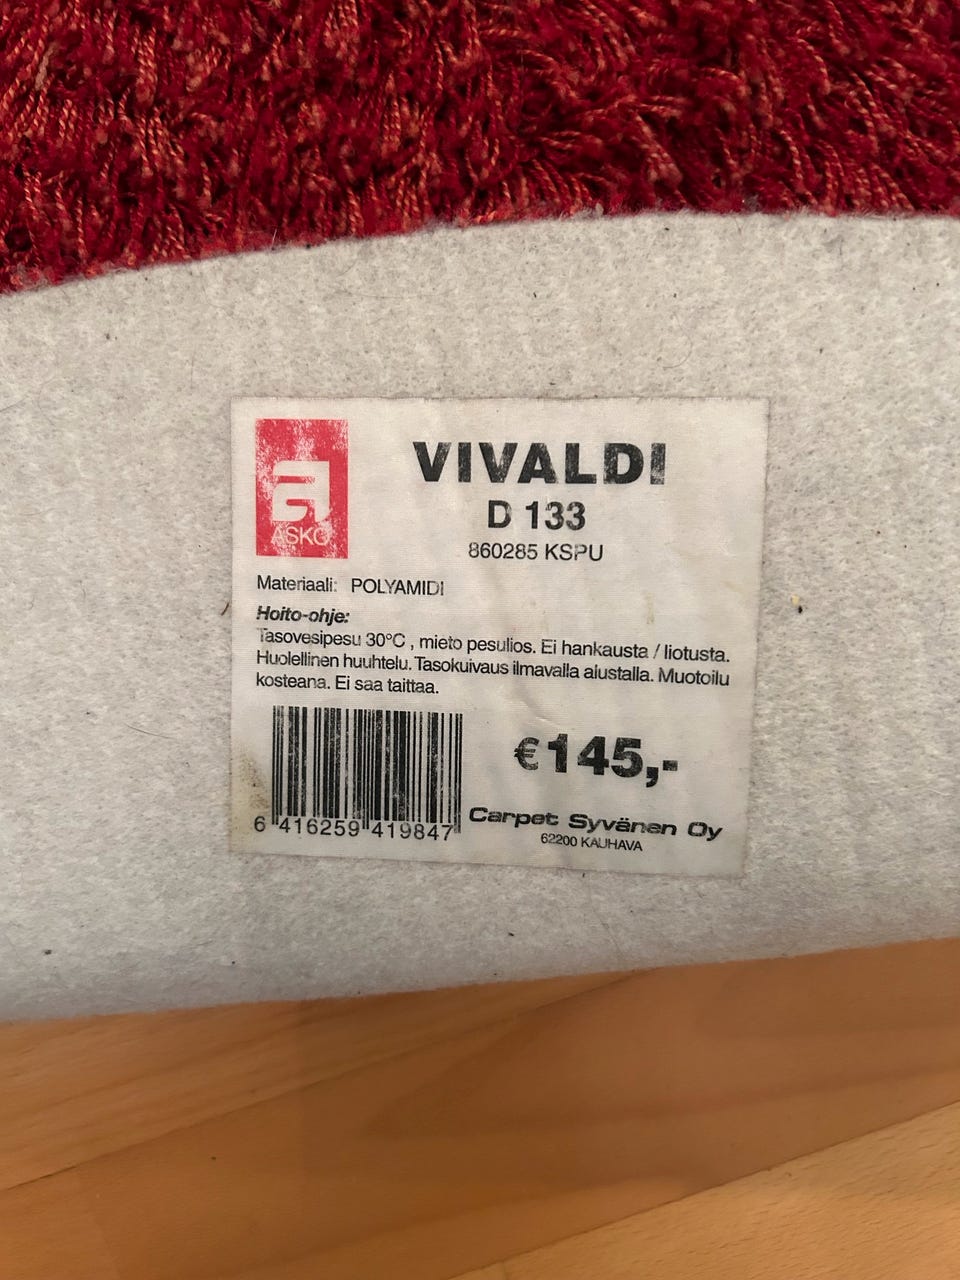 ASKO
VIVALDI
D 133
860285 KSPU
Materiaali: POLYAMIDI
Hoito-ohje:
Tasovesipesu 30°C , mieto pesulios. Ei hankausta / liotusta.
Huolellinen huuhtelu. Tasokuivaus ilmavalla alustalla. Muotoilu
kosteana. Ei saa taittaa.
€145,-
6 416259 419847
Carpet Syvänen Oy
62200 KAUHAVA